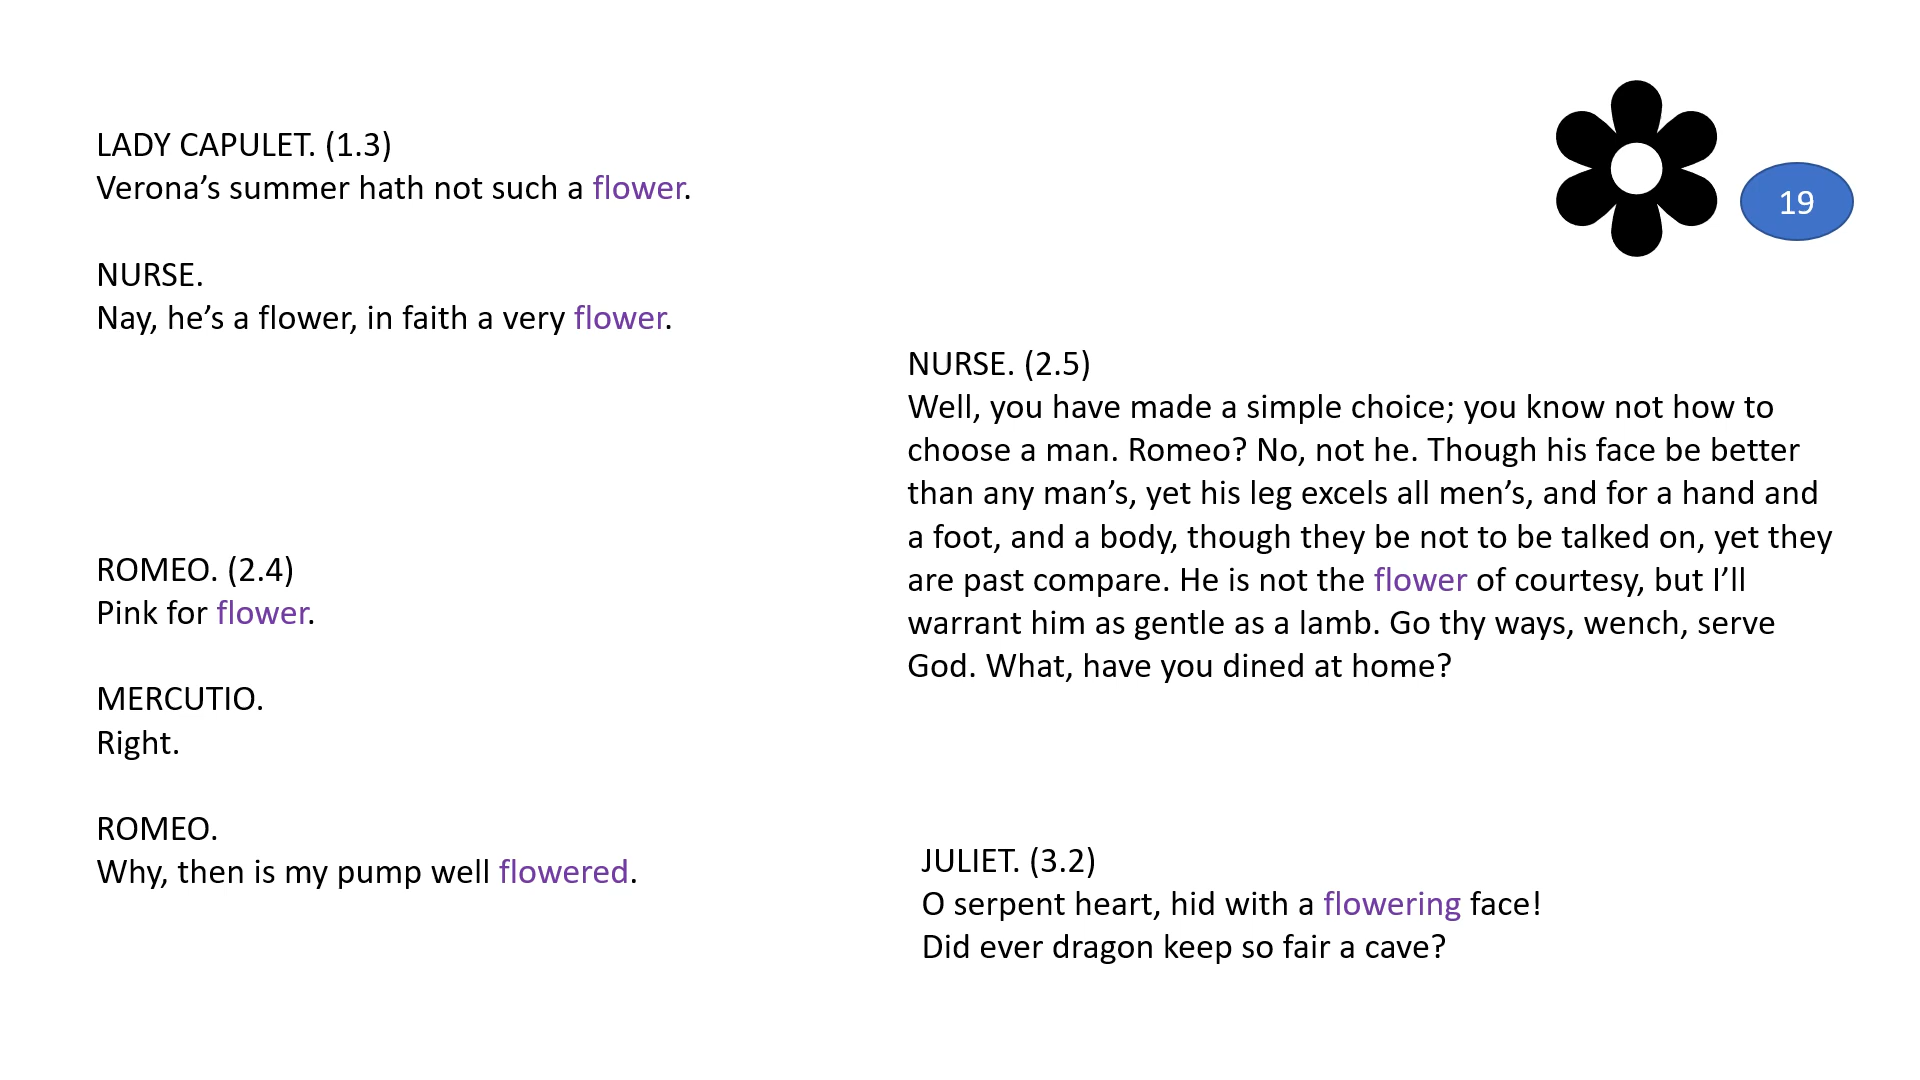 LADY CAPULET. (1.3)
Verona’s summer hath not such a flower.
NURSE.
Nay, he’s a flower, in faith a very flower.
ROMEO. (2.4)
Pink for flower.
MERCUTIO.
Right.
ROMEO.
Why, then is my pump well flowered.
19
NURSE. (2.5)
Well, you have made a simple choice; you know not how to
choose a man. Romeo? No, not he. Though his face be better
than any man’s, yet his leg excels all men’s, and for a hand and
a foot, and a body, though they be not to be talked on, yet they
are past compare. He is not the flower of courtesy, but I’ll
warrant him as gentle as a lamb. Go thy ways, wench, serve
God. What, have you dined at home?
JULIET. (3.2)
O serpent heart, hid with a flowering face!
Did ever dragon keep so fair a cave?